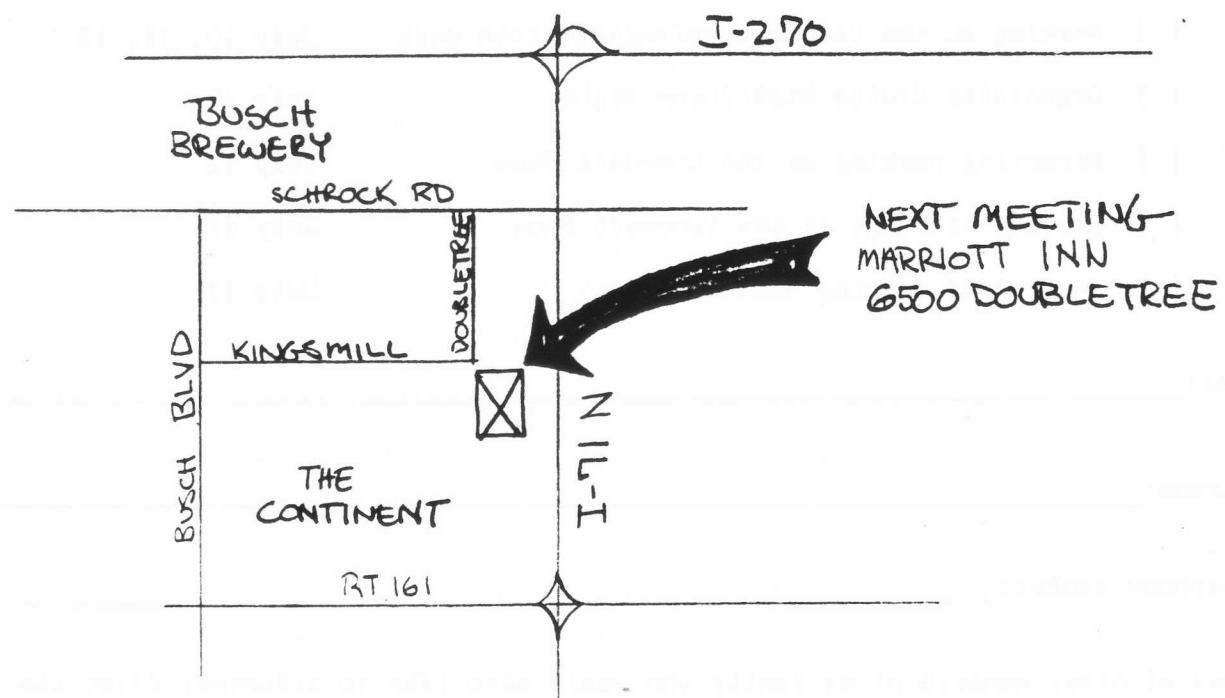 I-270
BUSCH
BREWERY
SCHROCK RD
DOUBLETREE
NEXT MEETING
MARRIOTT INN
6500 DOUBLETREE
KINGSMILL
BUSCH BLVD
I-71 N
THE
CONTINENT
RT 161